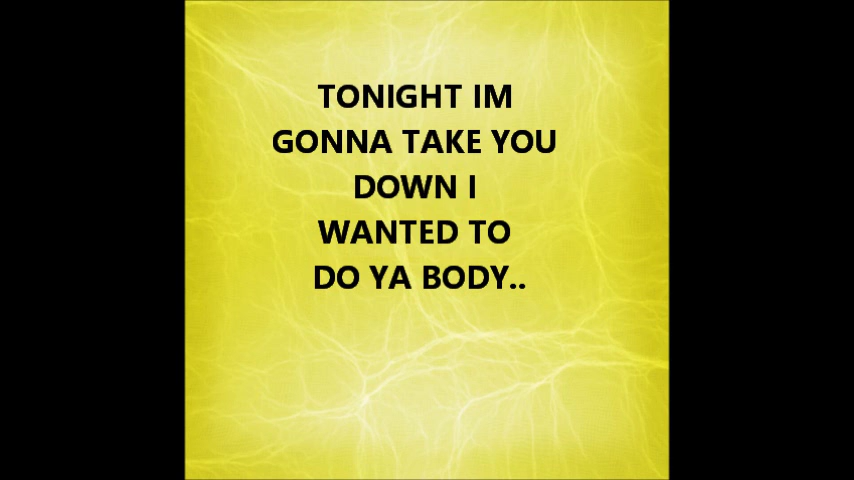 TONIGHT IM
GONNA TAKE YOU
DOWN I
WANTED TO
DO YA BODY..